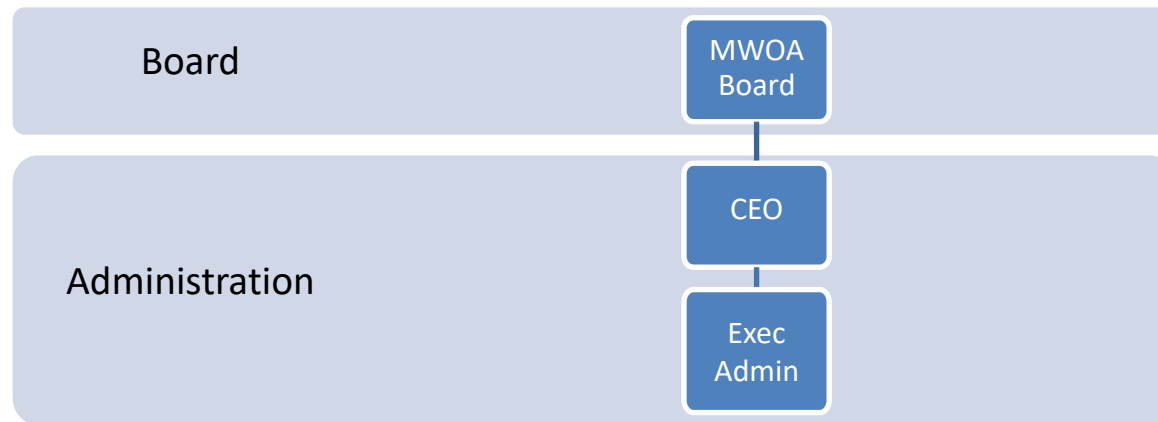 Board
MWOA
Board
CEO
Administration
Exec
Admin